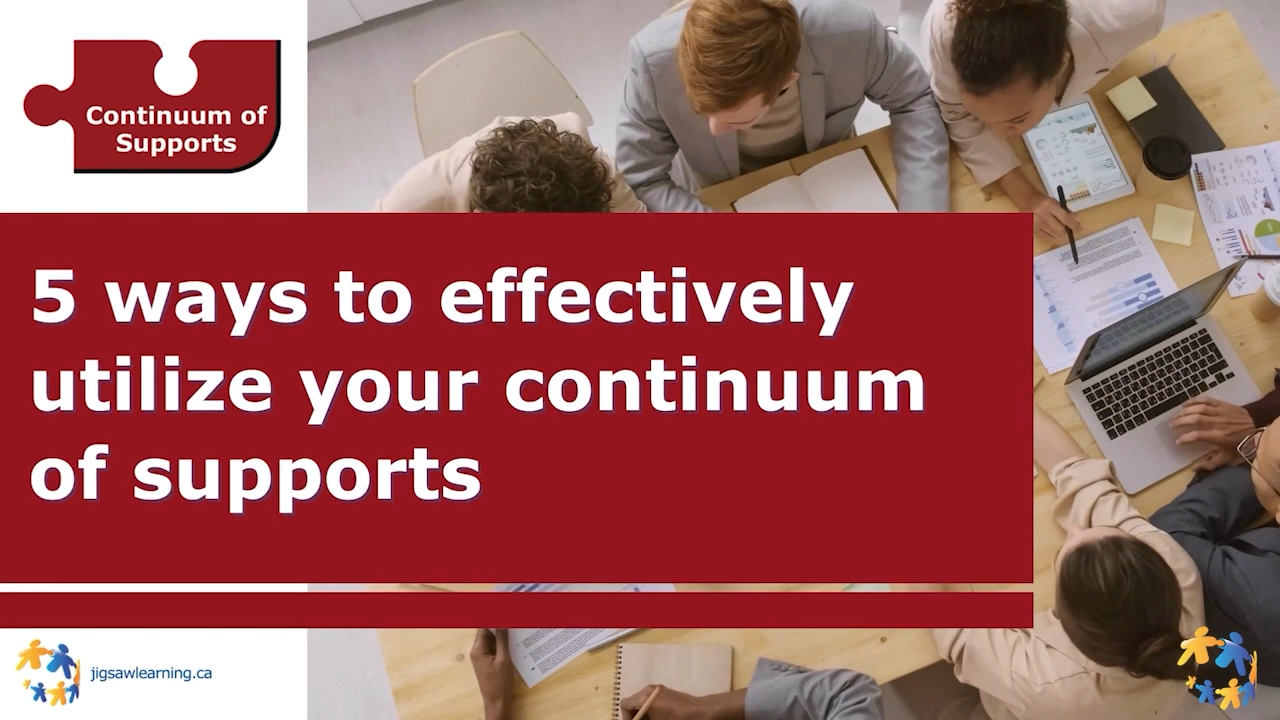 Continuum of
Supports
5 ways to effectively
utilize your continuum
of supports
jigsawlearning.ca